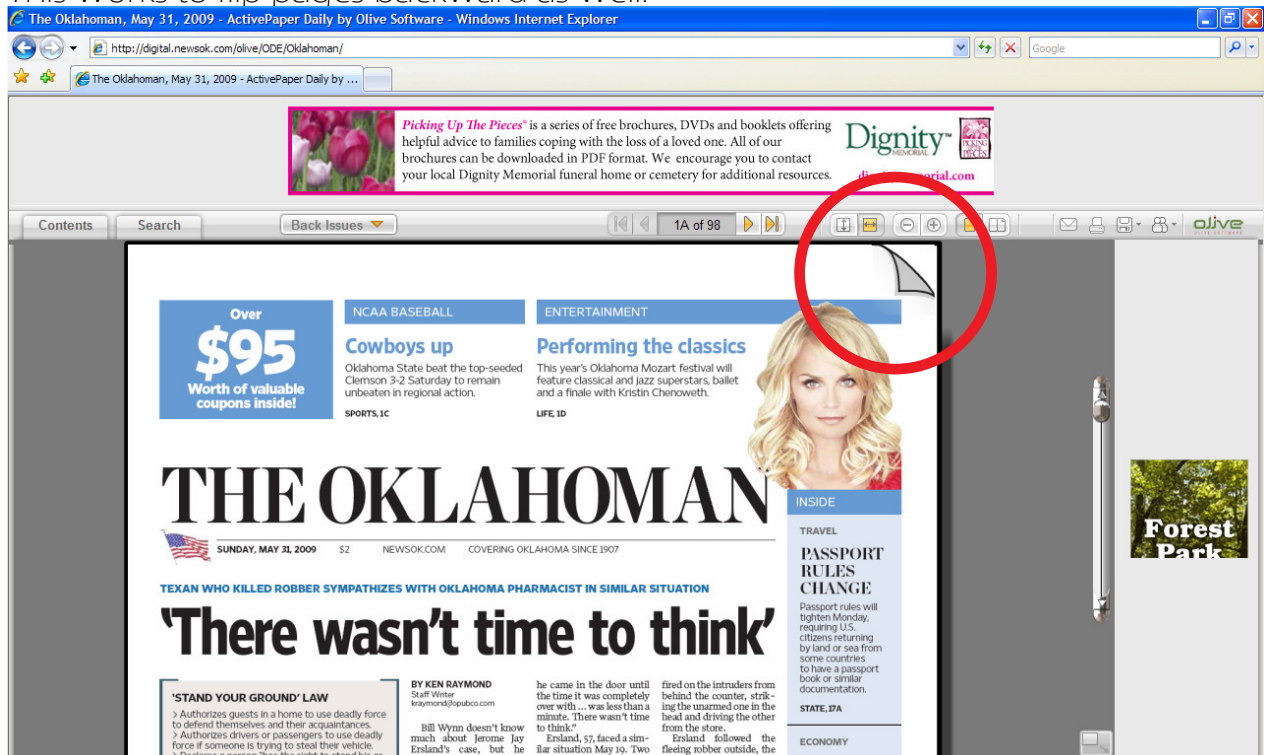 This works to flip pages backward as well.
The Oklahoman, May 31, 2009 - ActivePaper Daily by Olive Software - Windows Internet Explorer
http://digital.newsok.com/olive/ODE/Oklahoman/
Google
The Oklahoman, May 31, 2009 - ActivePaper Daily by ...
Picking Up The Pieces® is a series of free brochures, DVDs and booklets offering
helpful advice to families coping with the loss of a loved one. All of our
brochures can be downloaded in PDF format. We encourage you to contact
your local Dignity Memorial funeral home or cemetery for additional resources.
Dignity™
MEMORIAL
PICKING
UP THE
PIECES
Contents
Search
Back Issues
1A of 98
olive
Over
$95
Worth of valuable
coupons inside!
NCAA BASEBALL
Cowboys up
Oklahoma State beat the top-seeded
Clemson 3-2 Saturday to remain
unbeaten in regional action.
SPORTS, 1C
ENTERTAINMENT
Performing the classics
This year's Oklahoma Mozart festival will
feature classical and jazz superstars, ballet
and a finale with Kristin Chenoweth.
LIFE, 1D
THE OKLAHOMAN
SUNDAY, MAY 31, 2009 $2 NEWSOK.COM COVERING OKLAHOMA SINCE 1907
TEXAN WHO KILLED ROBBER SYMPATHIZES WITH OKLAHOMA PHARMACIST IN SIMILAR SITUATION
‘There wasn’t time to think’
'STAND YOUR GROUND' LAW
> Authorizes guests in a home to use deadly force
to defend themselves and their acquaintances.
> Authorizes drivers or passengers to use deadly
force if someone is trying to steal their vehicle.
BY KEN RAYMOND
Staff Writer
kraymond@opubco.com
Bill Wynn doesn't know
much about Jerome Jay
Ersland's case, but he
he came in the door until
the time it was completely
over with ... was less than a
minute. There wasn't time
to think."
Ersland, 57, faced a sim-
ilar situation May 19. Two
fired on the intruders from
behind the counter, strik-
ing the unarmed one in the
head and driving the other
from the store.
Ersland followed the
fleeing robber outside, the
INSIDE
TRAVEL
PASSPORT
RULES
CHANGE
Passport rules will
tighten Monday,
requiring U.S.
citizens returning
by land or sea from
some countries
to have a passport
book or similar
documentation.
STATE, 17A
ECONOMY
Forest
Park